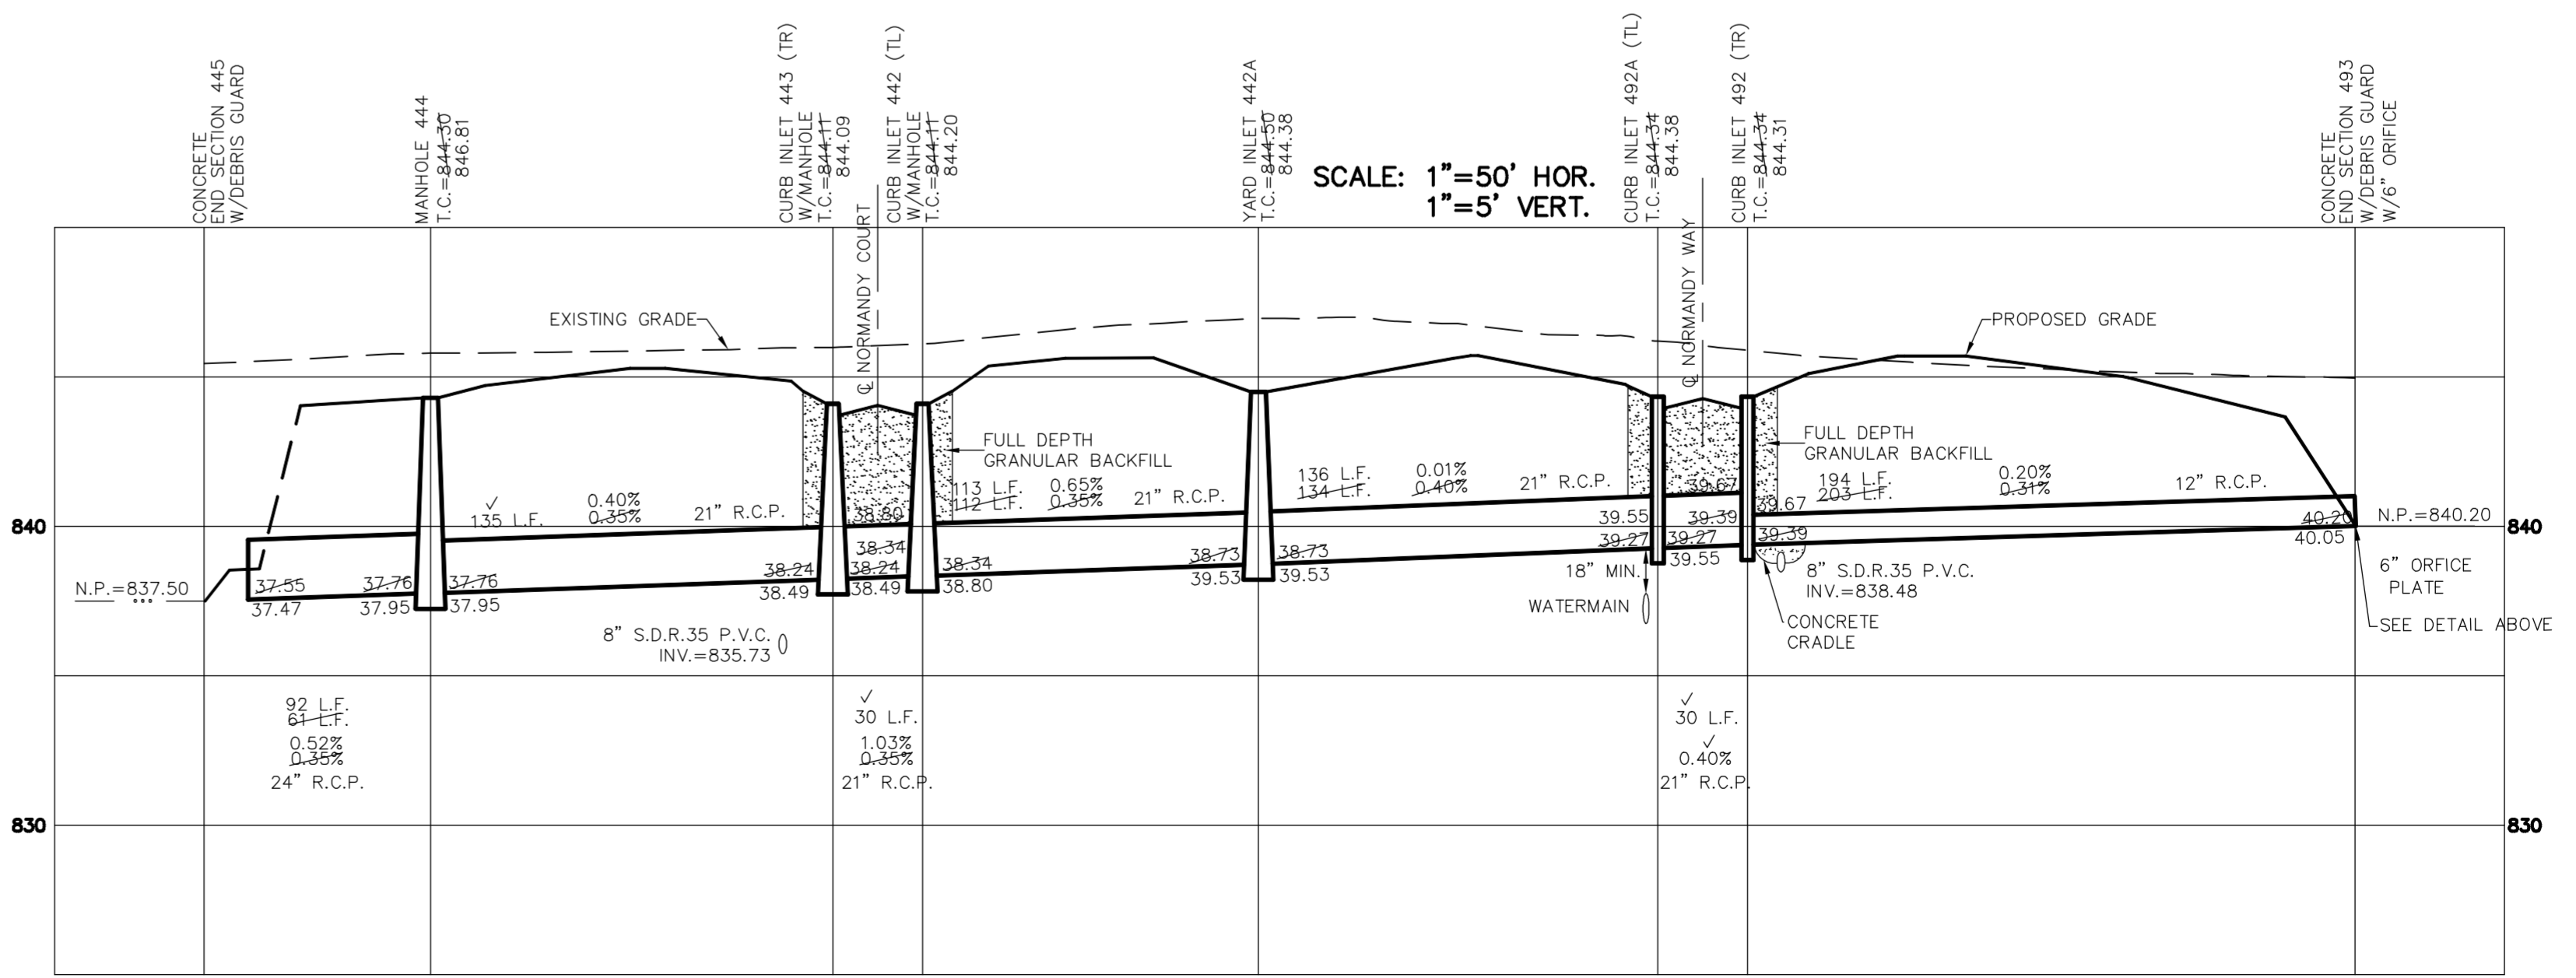 CONCRETE
END SECTION 445
W/DEBRIS GUARD
MANHOLE 444
T.C.=844.30
846.81
CURB INLET 443 (TR)
W/MANHOLE
T.C.=844.11
844.09
℄ NORMANDY COURT
CURB INLET 442 (TL)
W/MANHOLE
T.C.=844.11
844.20
YARD INLET 442A
T.C.=844.50
844.38
SCALE: 1"=50' HOR.
1"=5' VERT.
CURB INLET 492A (TL)
T.C.=844.34
844.38
℄ NORMANDY WAY
CURB INLET 492 (TR)
T.C.=844.34
844.31
CONCRETE
END SECTION 493
W/DEBRIS GUARD
W/6" ORIFICE
EXISTING GRADE
PROPOSED GRADE
FULL DEPTH
GRANULAR BACKFILL
FULL DEPTH
GRANULAR BACKFILL
✓
135 L.F.
0.40%
0.35%
21" R.C.P.
113 L.F.
112 L.F.
0.65%
0.35%
21" R.C.P.
136 L.F.
134 L.F.
0.01%
0.40%
21" R.C.P.
194 L.F.
203 L.F.
0.20%
0.31%
12" R.C.P.
840
840
N.P.=837.50
37.55
37.47
37.76
37.95
37.76
37.95
38.24
38.49
38.80
38.34
38.24
38.49
38.34
38.80
38.73
39.53
38.73
39.53
39.55
39.27
39.67
39.39
39.27
39.55
39.67
39.39
40.20
40.05
N.P.=840.20
18" MIN.
WATERMAIN
8" S.D.R.35 P.V.C.
INV.=838.48
CONCRETE
CRADLE
6" ORFICE
PLATE
SEE DETAIL ABOVE
8" S.D.R.35 P.V.C.
INV.=835.73
92 L.F.
61 L.F.
0.52%
0.35%
24" R.C.P.
✓
30 L.F.
1.03%
0.35%
21" R.C.P.
✓
30 L.F.
✓
0.40%
21" R.C.P.
830
830